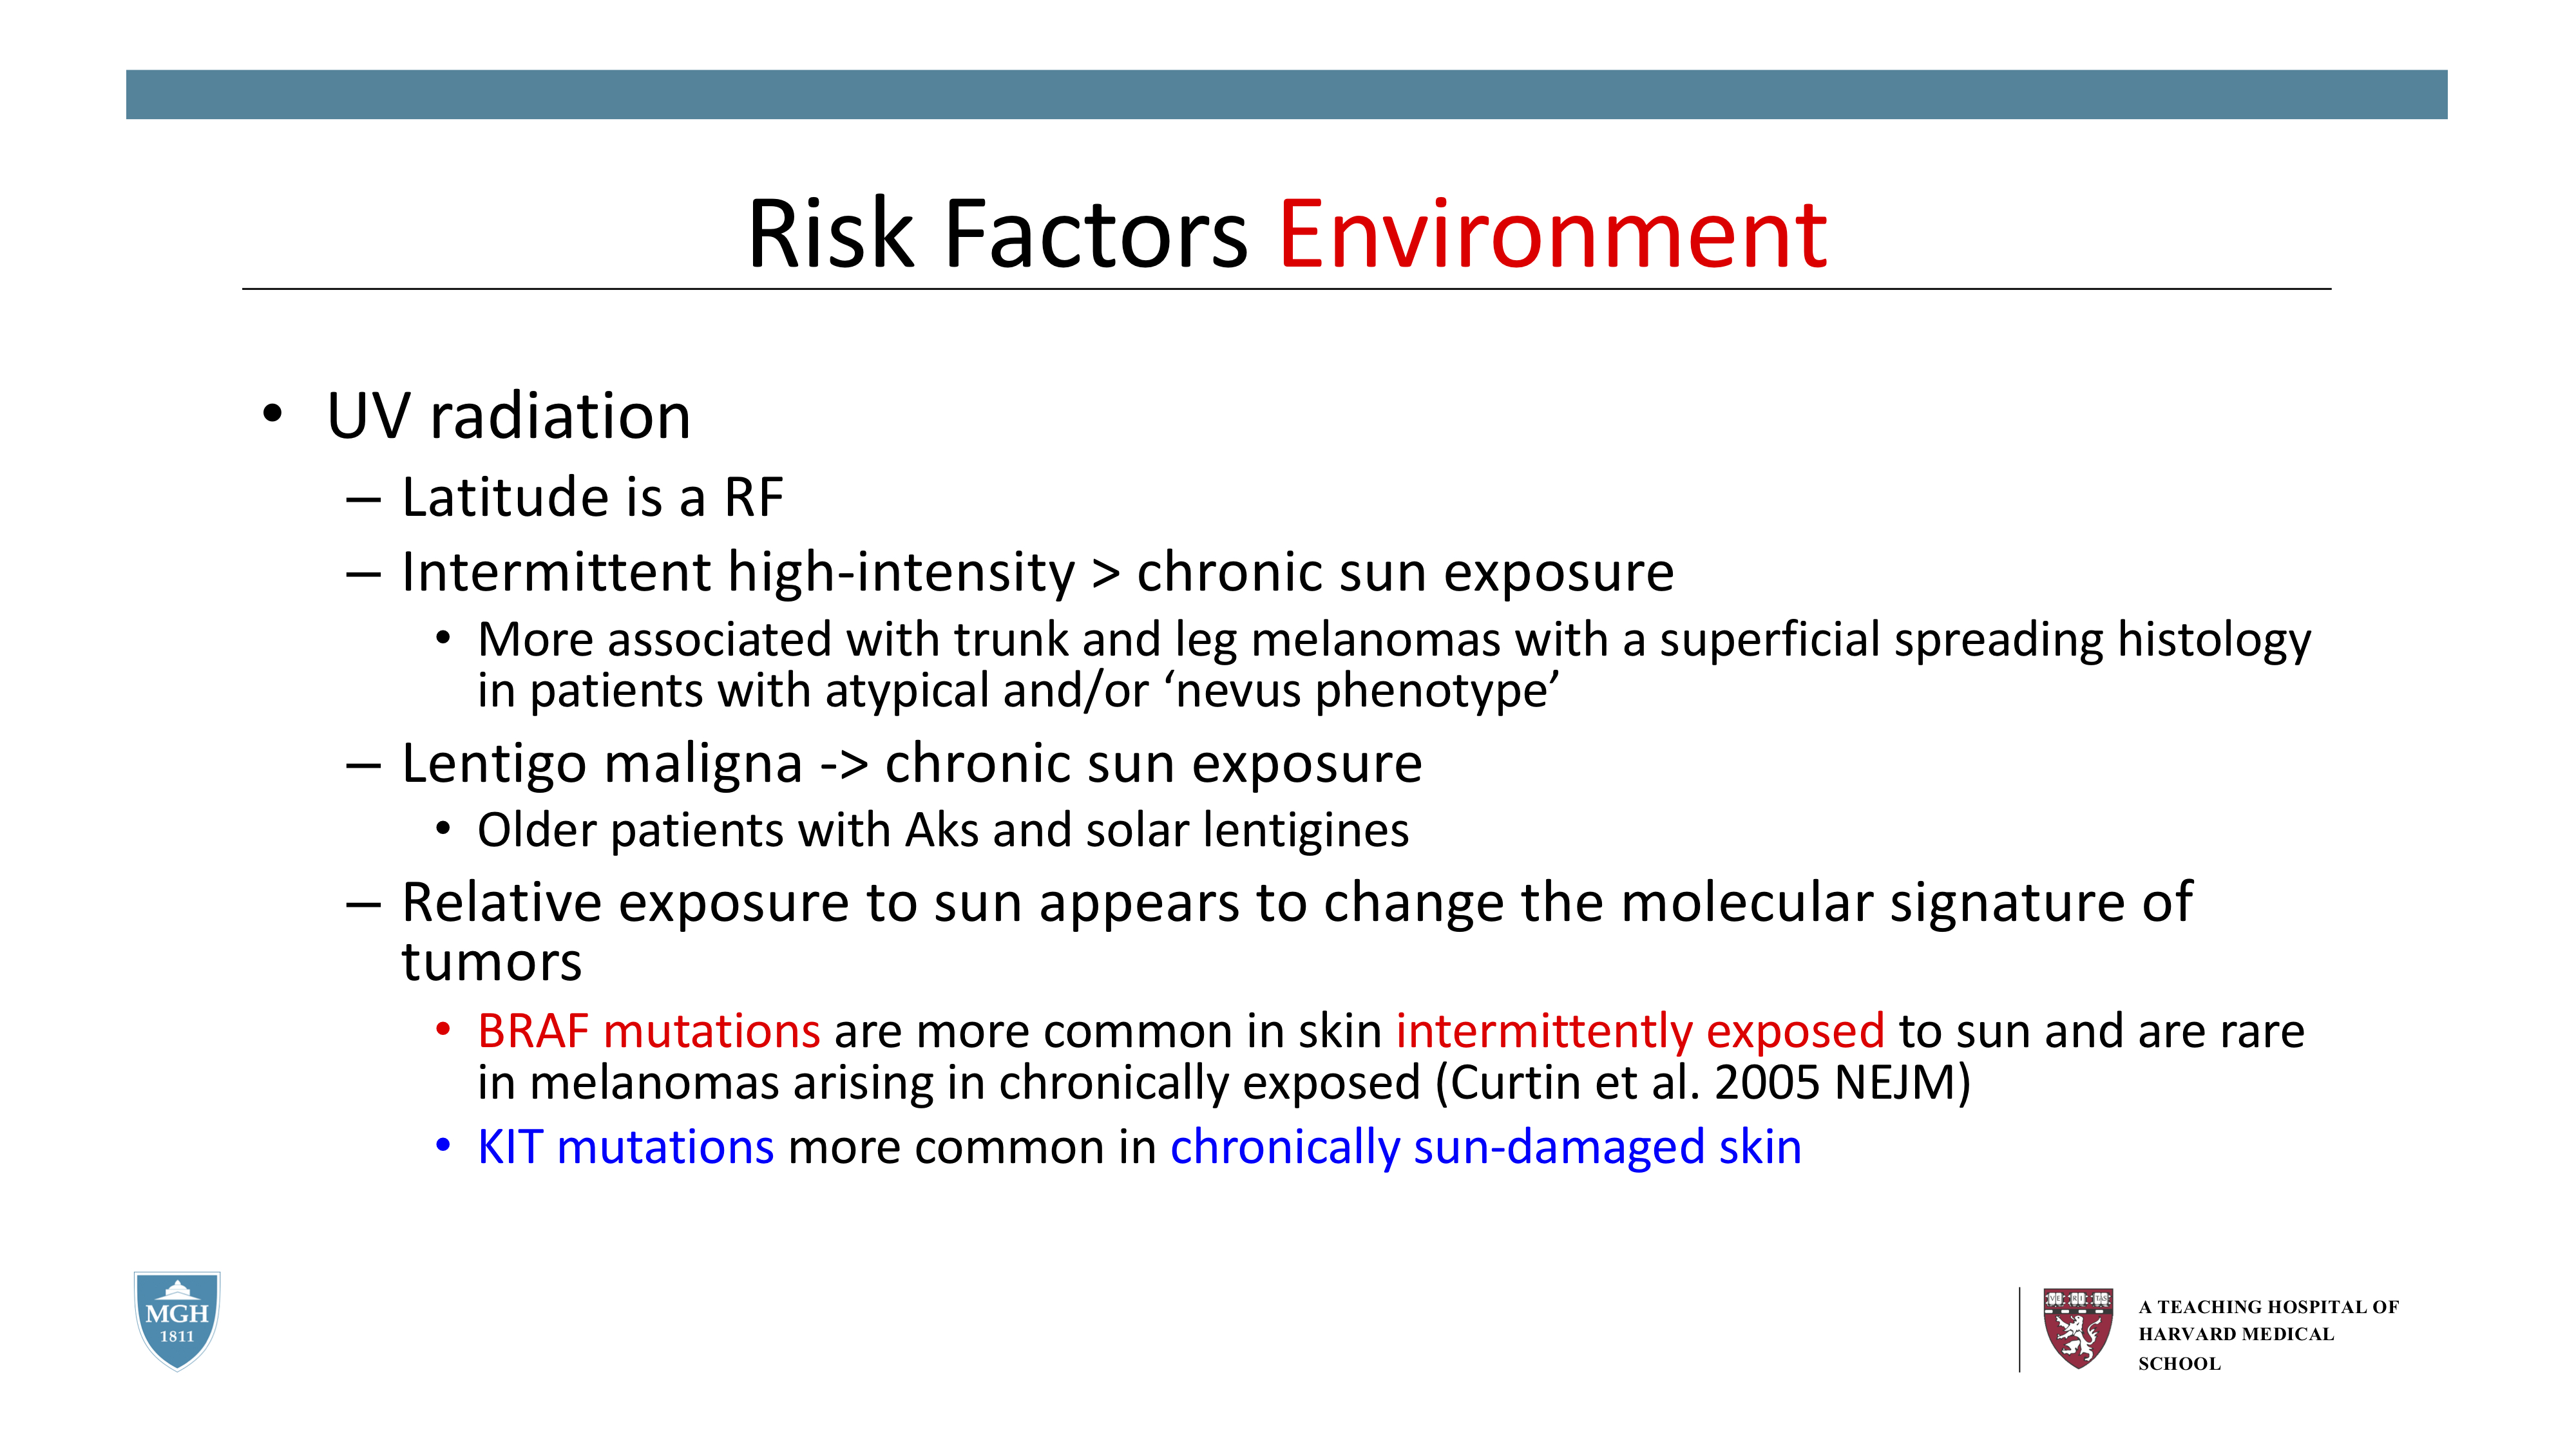 Risk Factors Environment
• UV radiation
– Latitude is a RF
– Intermittent high-intensity > chronic sun exposure
• More associated with trunk and leg melanomas with a superficial spreading histology
in patients with atypical and/or ‘nevus phenotype’
– Lentigo maligna -> chronic sun exposure
• Older patients with Aks and solar lentigines
– Relative exposure to sun appears to change the molecular signature of
tumors
• BRAF mutations are more common in skin intermittently exposed to sun and are rare
in melanomas arising in chronically exposed (Curtin et al. 2005 NEJM)
• KIT mutations more common in chronically sun-damaged skin
MGH
1811
VE RI TAS
A TEACHING HOSPITAL OF
HARVARD MEDICAL
SCHOOL